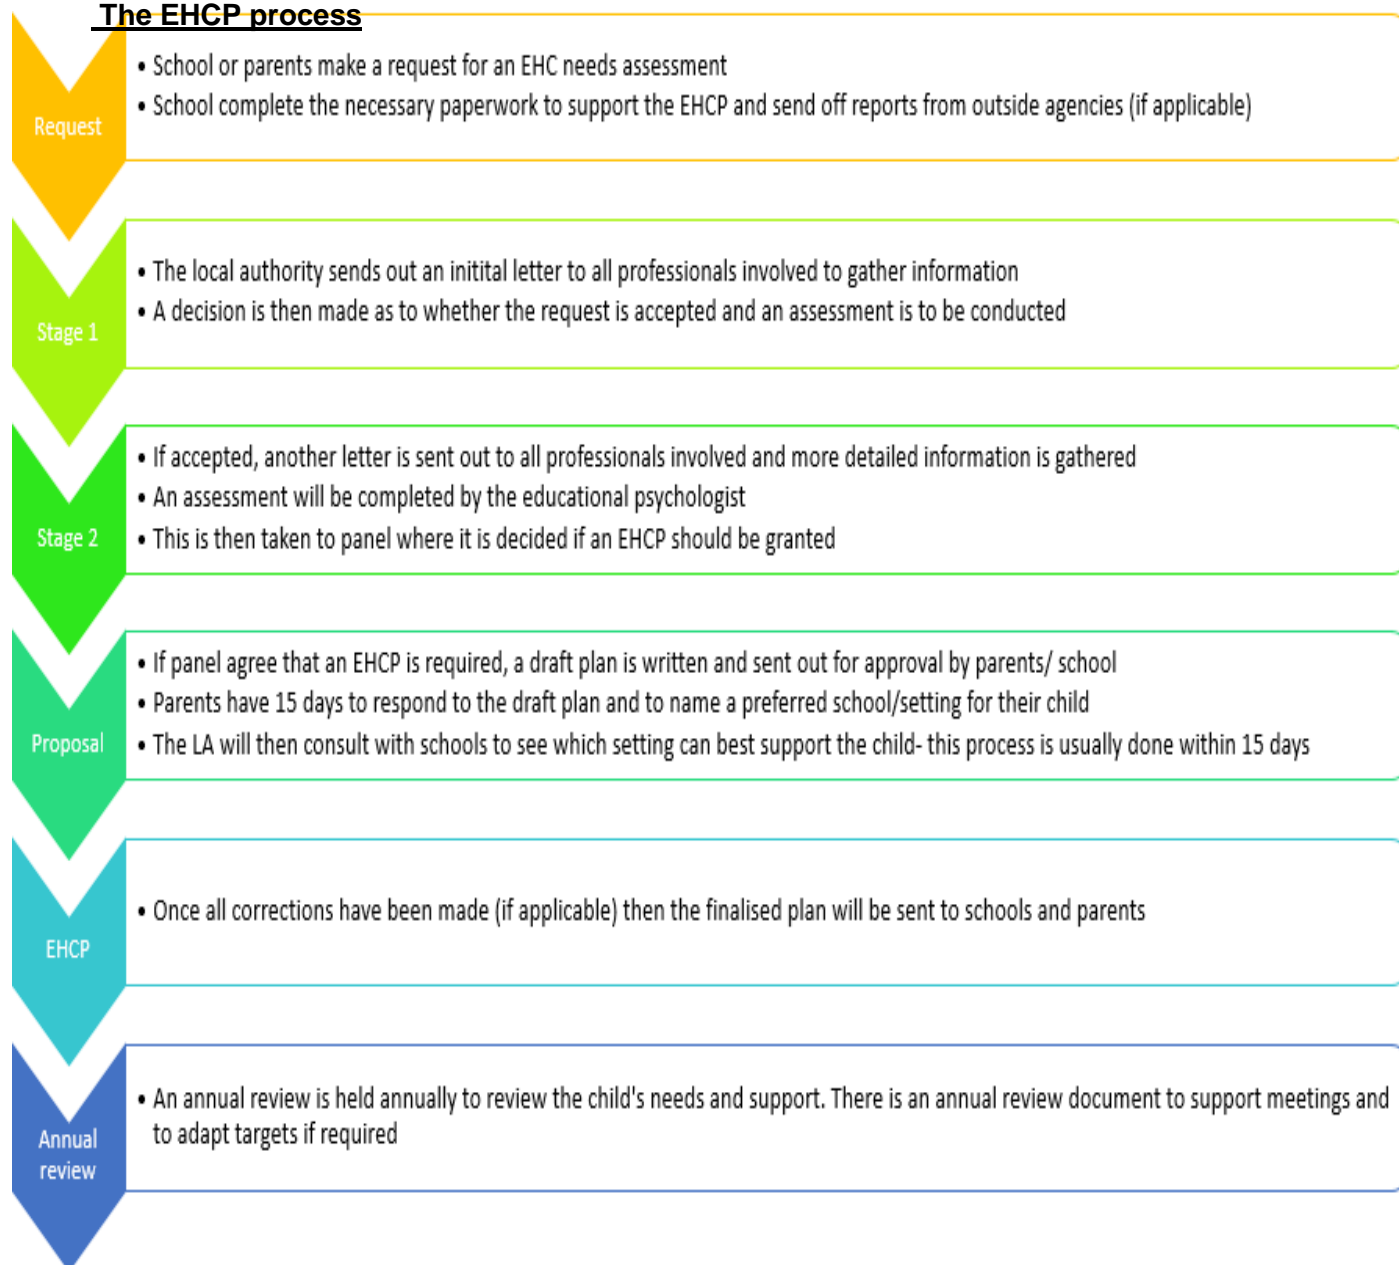 The EHCP process
Request
• School or parents make a request for an EHC needs assessment
• School complete the necessary paperwork to support the EHCP and send off reports from outside agencies (if applicable)
Stage 1
• The local authority sends out an initital letter to all professionals involved to gather information
• A decision is then made as to whether the request is accepted and an assessment is to be conducted
Stage 2
• If accepted, another letter is sent out to all professionals involved and more detailed information is gathered
• An assessment will be completed by the educational psychologist
• This is then taken to panel where it is decided if an EHCP should be granted
Proposal
• If panel agree that an EHCP is required, a draft plan is written and sent out for approval by parents/ school
• Parents have 15 days to respond to the draft plan and to name a preferred school/setting for their child
• The LA will then consult with schools to see which setting can best support the child- this process is usually done within 15 days
EHCP
• Once all corrections have been made (if applicable) then the finalised plan will be sent to schools and parents
Annual
review
• An annual review is held annually to review the child's needs and support. There is an annual review document to support meetings and
to adapt targets if required